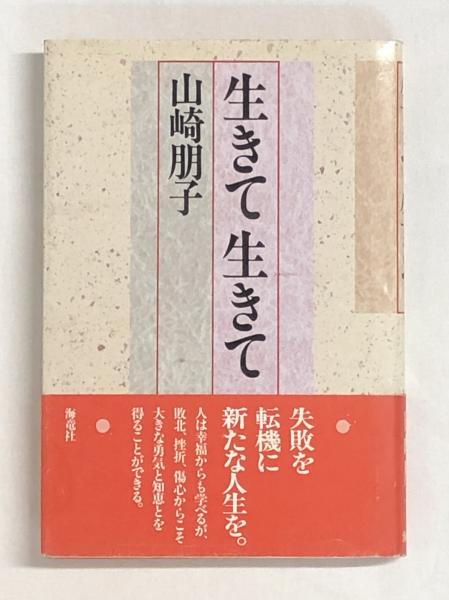 生きて生きて
山崎朋子
失敗を
転機に
新たな人生を。
人は幸福からも学べるが、
敗北、挫折、傷心からこそ
大きな勇気と知恵とを
得ることができる。
海竜社